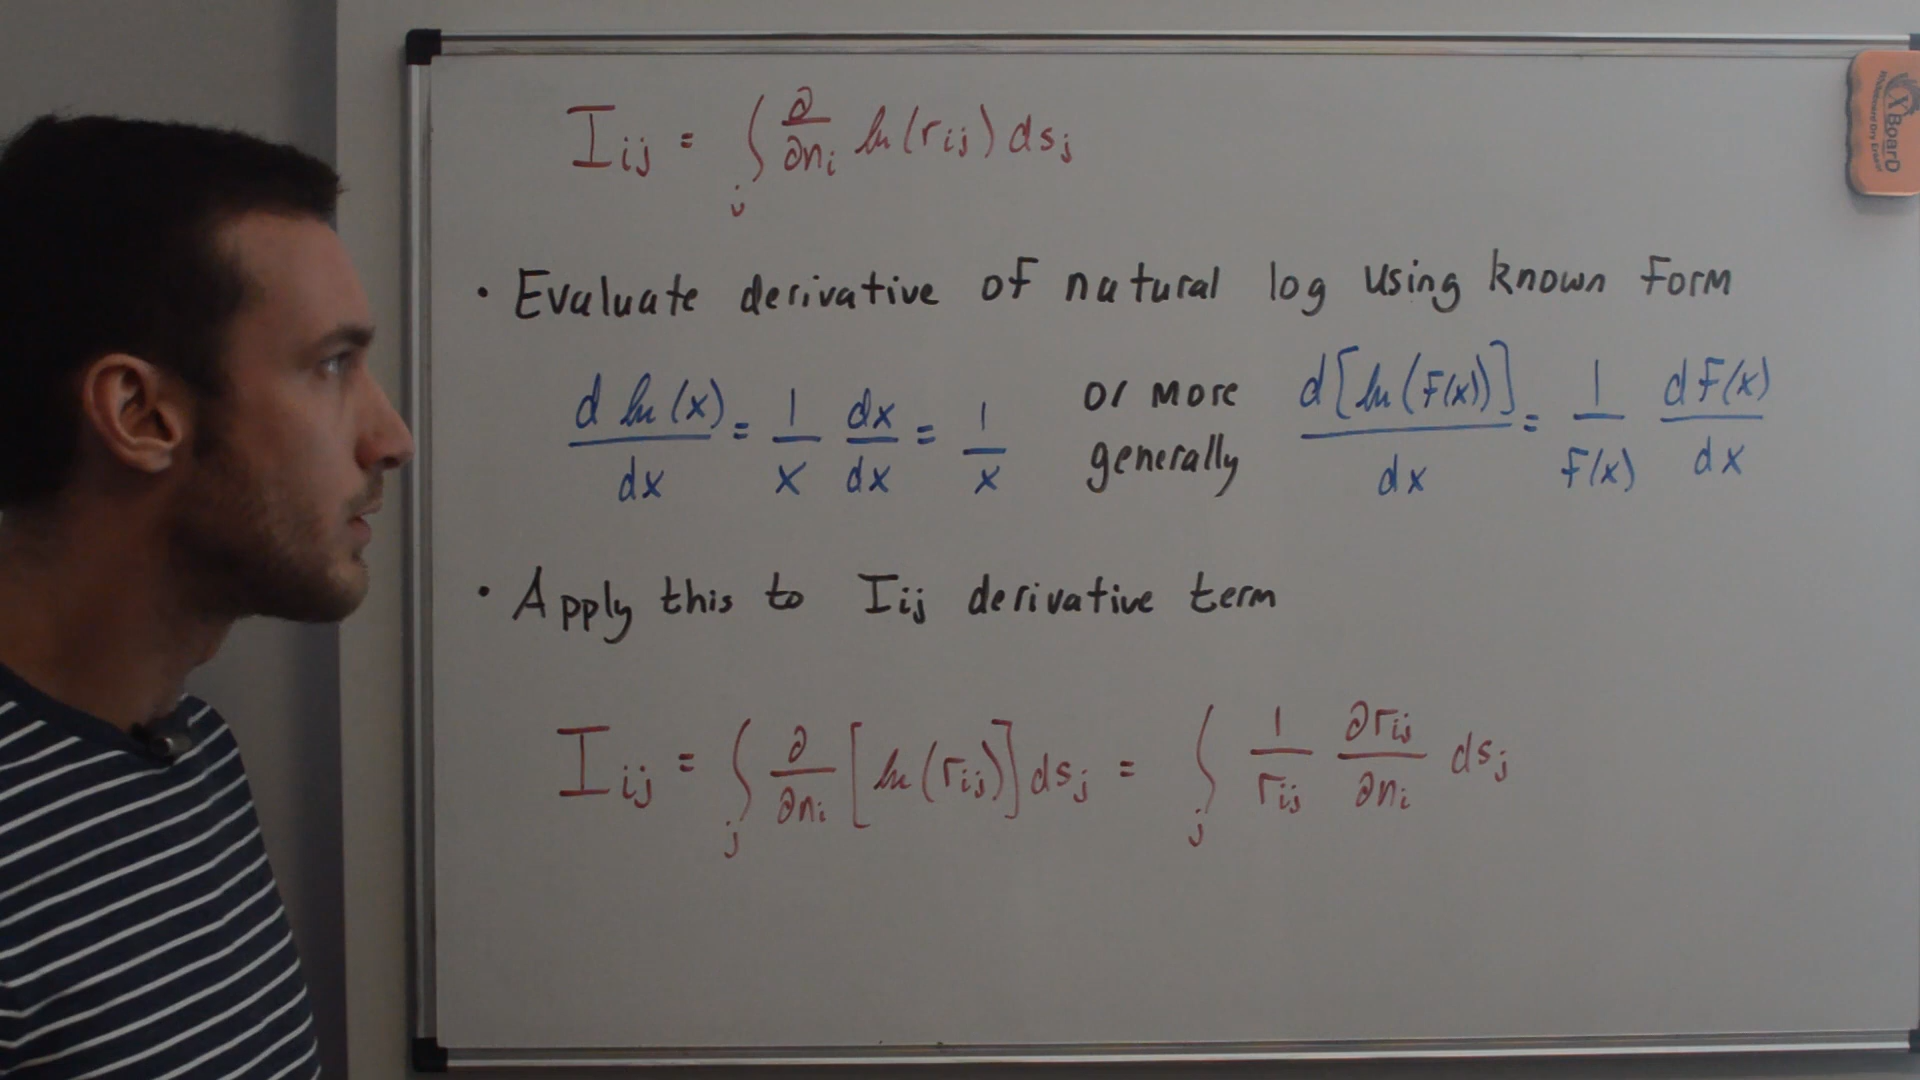 I_ij = ∫_j ∂/∂n_i ln(r_ij) ds_j
• Evaluate derivative of natural log using known form
d ln(x)/dx = 1/x dx/dx = 1/x or more generally d[ln(f(x))]/dx = 1/f(x) df(x)/dx
• Apply this to I_ij derivative term
I_ij = ∫_j ∂/∂n_i [ln(r_ij)] ds_j = ∫_j 1/r_ij ∂r_ij/∂n_i ds_j
XBoarD